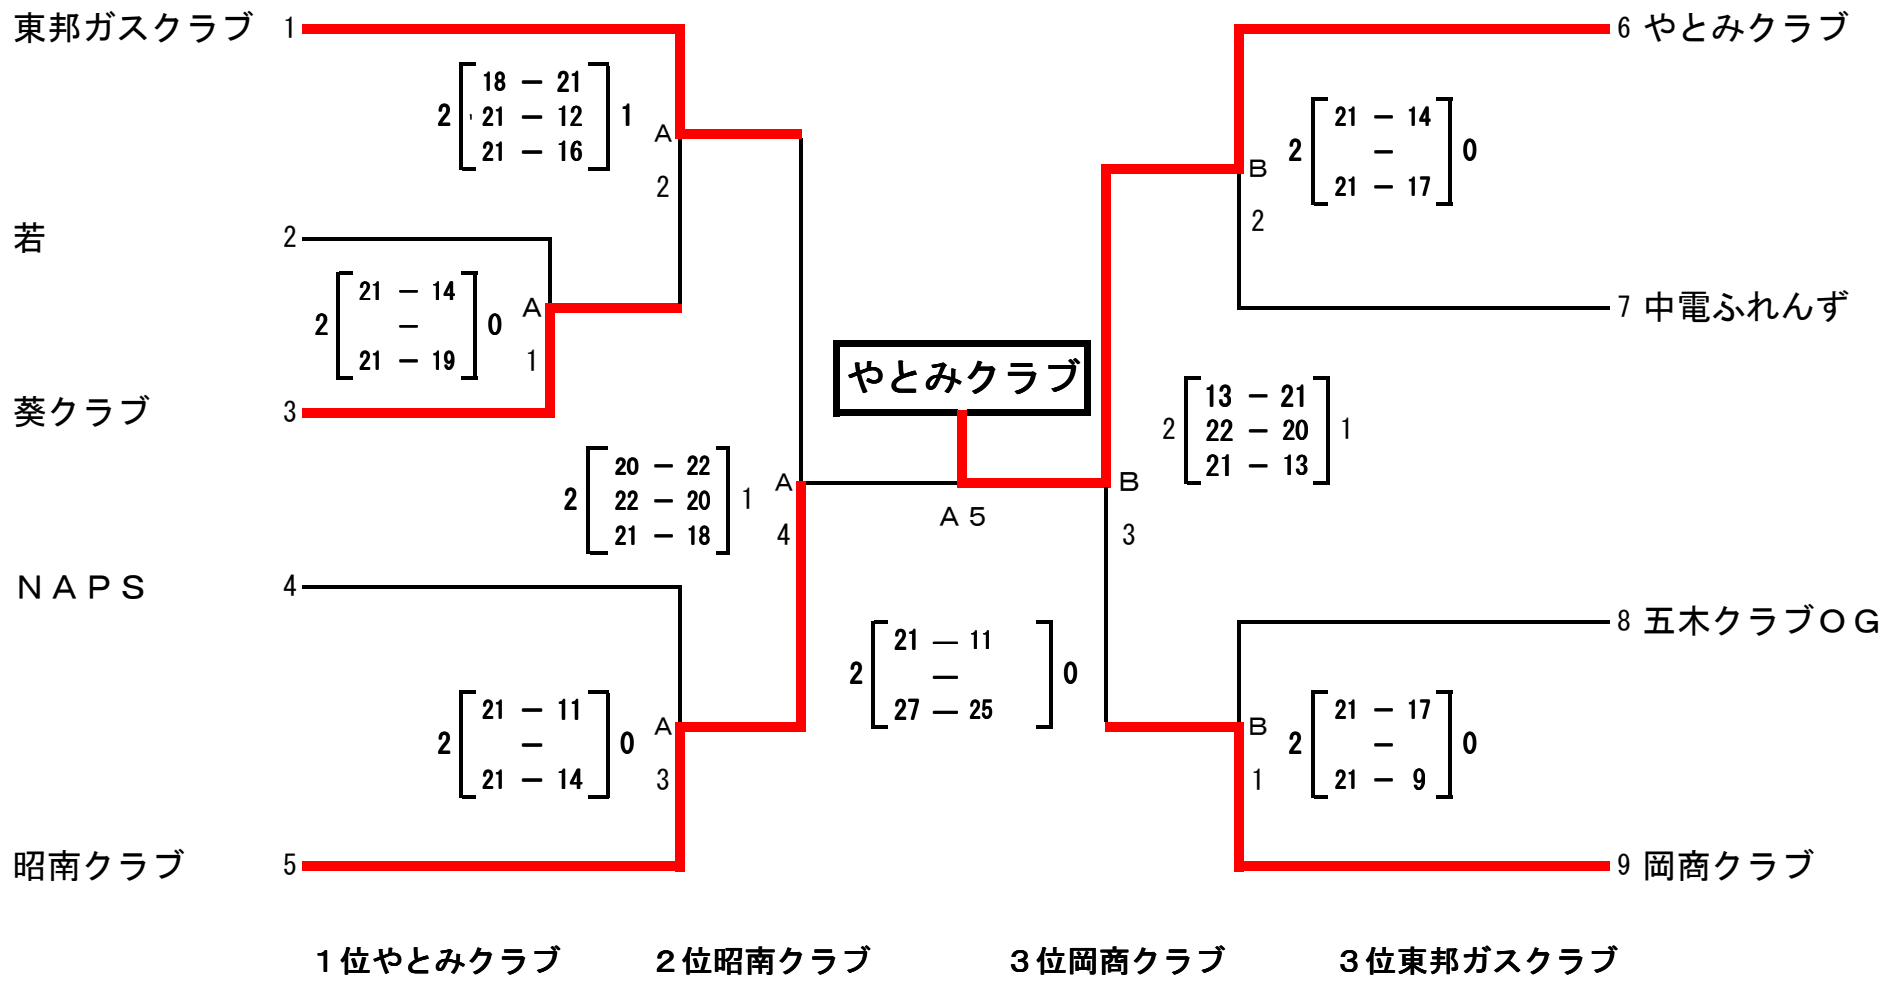 東邦ガスクラブ 1
6 やとみクラブ
2 18 － 21 1
21 － 12
21 － 16
A
2
2 21 － 14 0
－
21 － 17
B
2
若 2
2 21 － 14 0
－
21 － 19
A
1
7 中電ふれんず
葵クラブ 3
やとみクラブ
2 13 － 21 1
22 － 20
21 － 13
2 20 － 22 1
22 － 20
21 － 18
A
4
A 5
B
3
ＮＡＰＳ 4
8 五木クラブＯＧ
2 21 － 11 0
－
27 － 25
2 21 － 11 0
－
21 － 14
A
3
B
1
2 21 － 17 0
－
21 － 9
昭南クラブ 5
9 岡商クラブ
１位やとみクラブ ２位昭南クラブ ３位岡商クラブ ３位東邦ガスクラブ